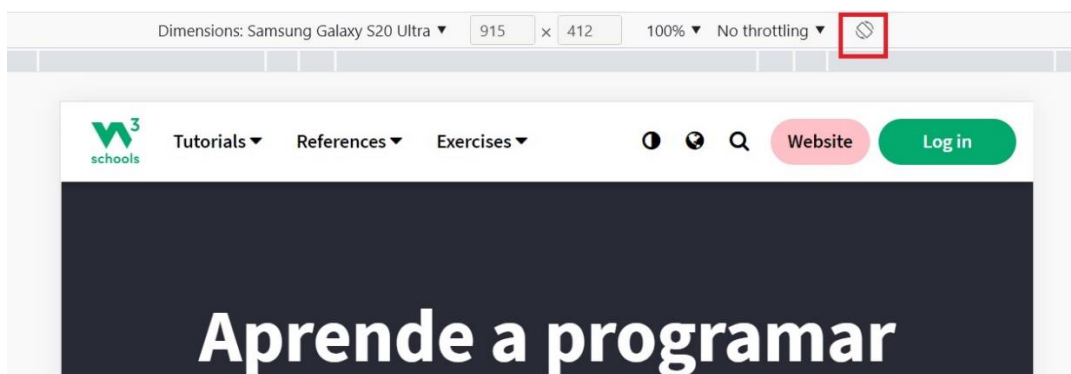 Dimensions: Samsung Galaxy S20 Ultra ▼ 915 × 412 100% ▼ No throttling ▼
W3 schools Tutorials References Exercises Website Log in
Aprende a programar